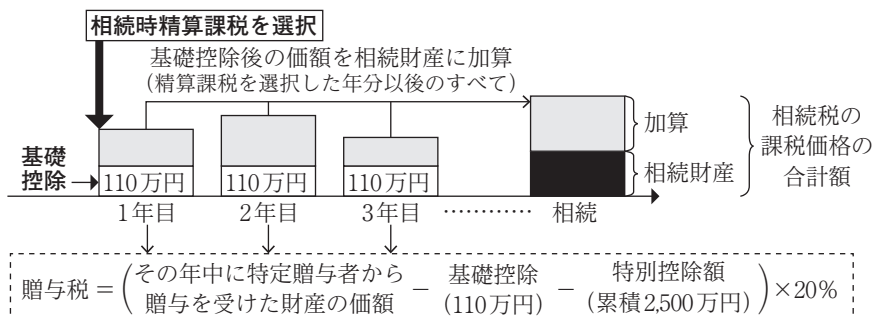 相続時精算課税を選択
基礎控除後の価額を相続財産に加算
(精算課税を選択した年分以後のすべて)
加算
相続財産
相続税の
課税価格の
合計額
基礎
控除
110万円
110万円
110万円
1年目
2年目
3年目
…………
相続
贈与税＝(その年中に特定贈与者から贈与を受けた財産の価額－基礎控除(110万円)－特別控除額(累積2,500万円))×20%